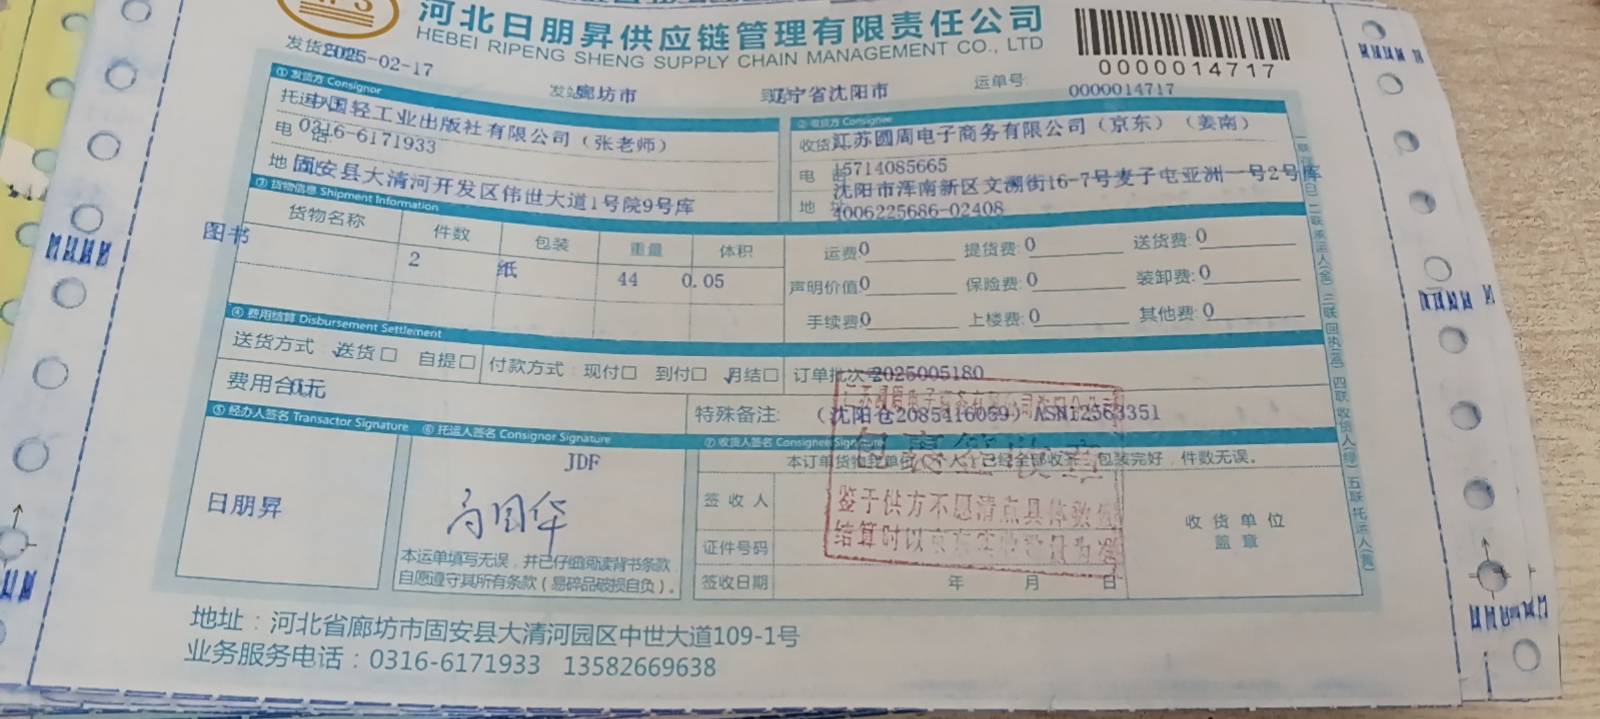 河北日朋昇供应链管理有限责任公司
HEBEI RIPENG SHENG SUPPLY CHAIN MANAGEMENT CO., LTD
0000014717
发货 2025-02-17
发站 廊坊市
辽宁省沈阳市
运单号 0000014717
① 发货方 Consignor
② 收货方 Consignee
托运 中国轻工业出版社有限公司（张老师）
电话 0316-6171933
地 固安县大清河开发区伟世大道1号院9号库
收货 江苏圆周电子商务有限公司（京东）（姜南）
电 15714085665
沈阳市浑南新区文溯街16-7号麦子屯亚洲一号2号库
地址 4006225686-02408
③ 货物信息 Shipment Information
货物名称 件数 包装 重量 体积
图书 2 纸 44 0.05
运费 0 提货费: 0 送货费: 0
声明价值: 0 保险费: 0 装卸费: 0
手续费: 0 上楼费: 0 其他费: 0
④ 费用结算 Disbursement Settlement
送货方式 √送货□ 自提□ 付款方式: 现付□ 到付□ √月结□ 订单批次号 2025005180
费用合 0元
特殊备注: （沈阳仓2085416059）ASN12563351
⑤ 经办人签名 Transactor Signature
⑥ 托运人签名 Consignor Signature
⑦ 收货人签名 Consignee Signature
日朋昇
JDF
本运单填写无误，并已仔细阅读背书条款
自愿遵守其所有条款（易碎品破损自负）。
包装完好，件数无误。
签收人
证件号码
签收日期 年 月 日
收货单位
盖章
鉴于供方不愿清点具体数量
结算时以京东实收数量为准
地址：河北省廊坊市固安县大清河园区中世大道109-1号
业务服务电话：0316-6171933 13582669638